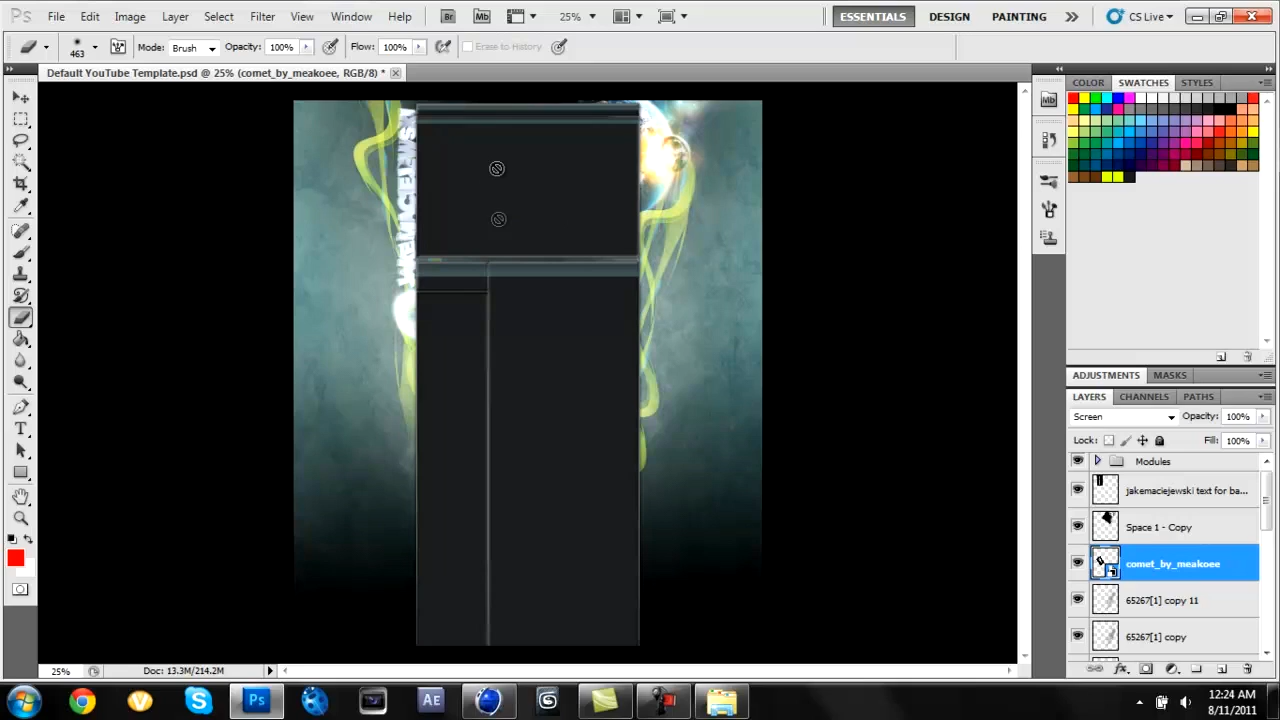 Ps File Edit Image Layer Select Filter View Window Help Br Mb 25% ESSENTIALS DESIGN PAINTING CS Live
463 Mode: Brush Opacity: 100% Flow: 100% Erase to History
Default YouTube Template.psd @ 25% (comet_by_meakoee, RGB/8) *
COLOR SWATCHES STYLES
Mb
ADJUSTMENTS MASKS
LAYERS CHANNELS PATHS
Screen Opacity: 100%
Lock: Fill: 100%
Modules
jakemaciejewski text for ba...
Space 1 - Copy
comet_by_meakoee
65267[1] copy 11
65267[1] copy
25% Doc: 13.3M/214.2M
Ps AE
12:24 AM
8/11/2011